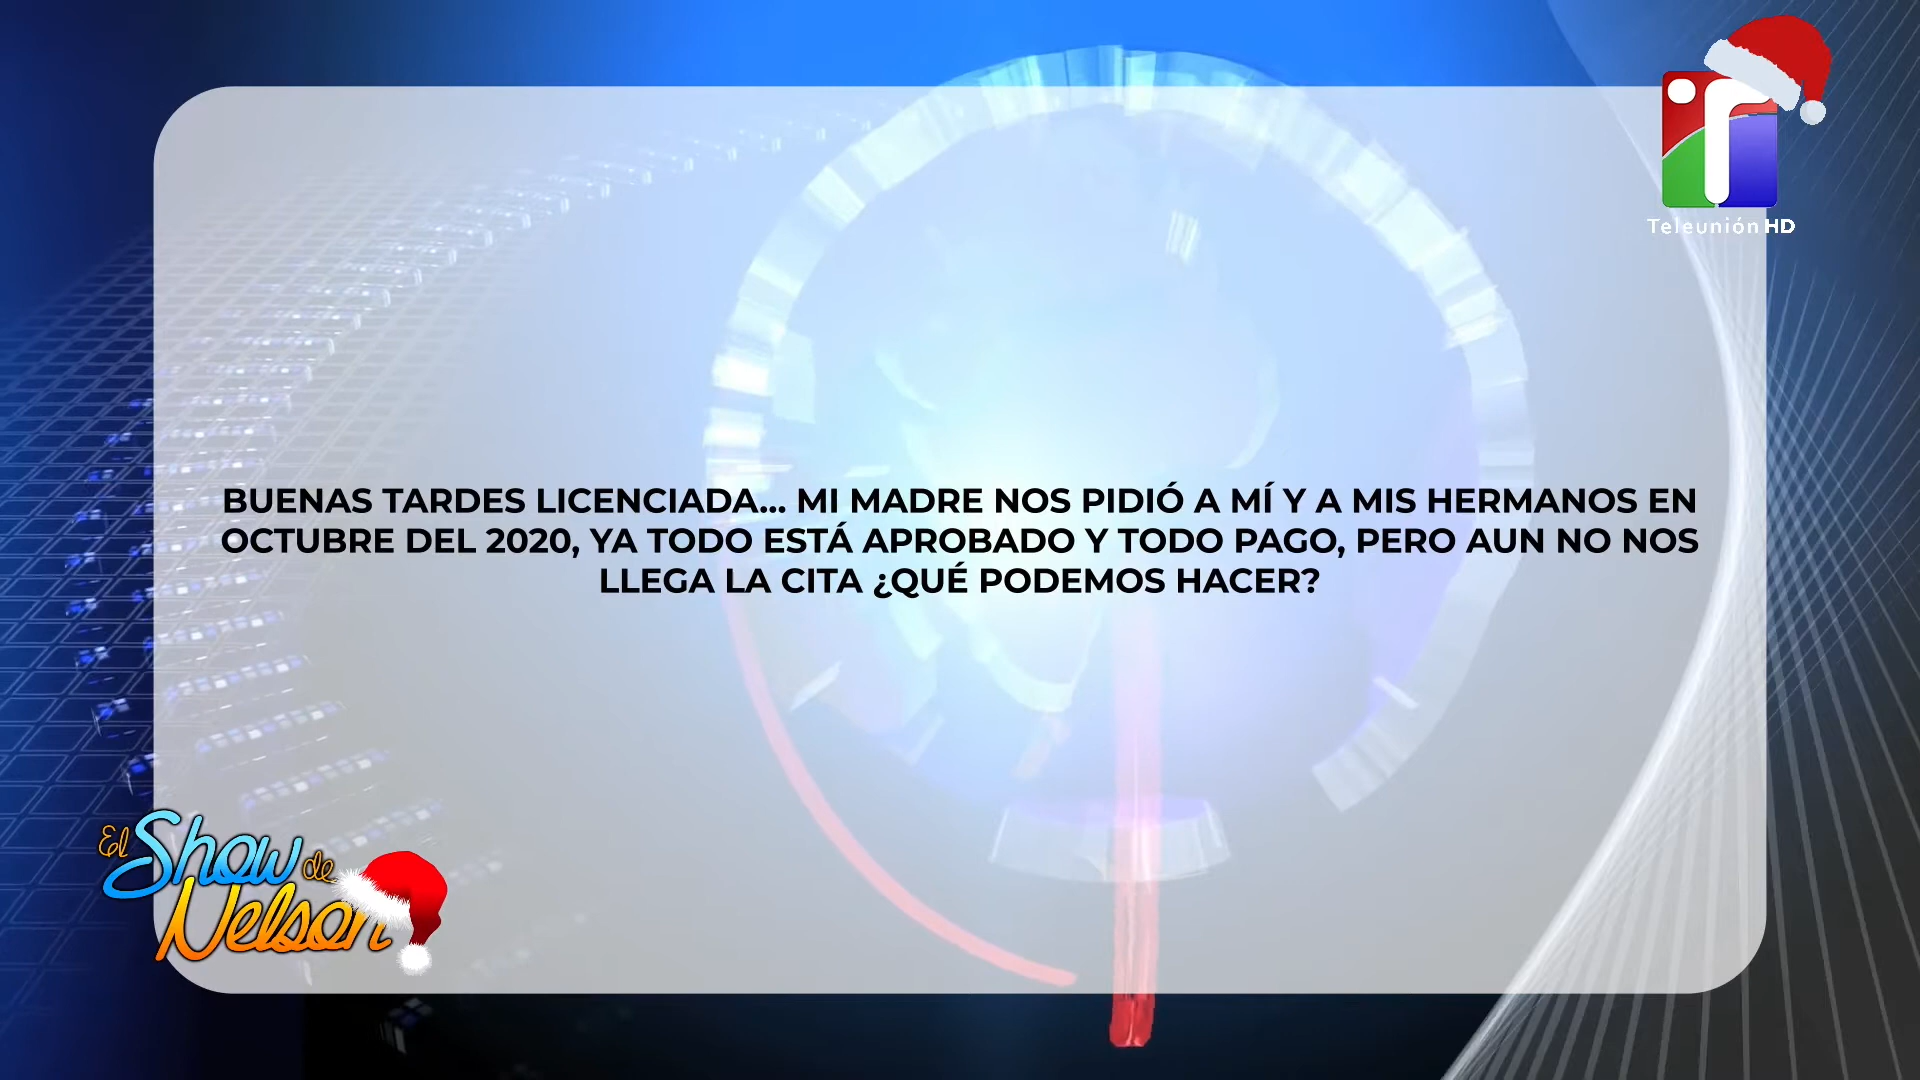 Teleunión HD
BUENAS TARDES LICENCIADA... MI MADRE NOS PIDIÓ A MÍ Y A MIS HERMANOS EN
OCTUBRE DEL 2020, YA TODO ESTÁ APROBADO Y TODO PAGO, PERO AUN NO NOS
LLEGA LA CITA ¿QUÉ PODEMOS HACER?
El Show de
Nelson